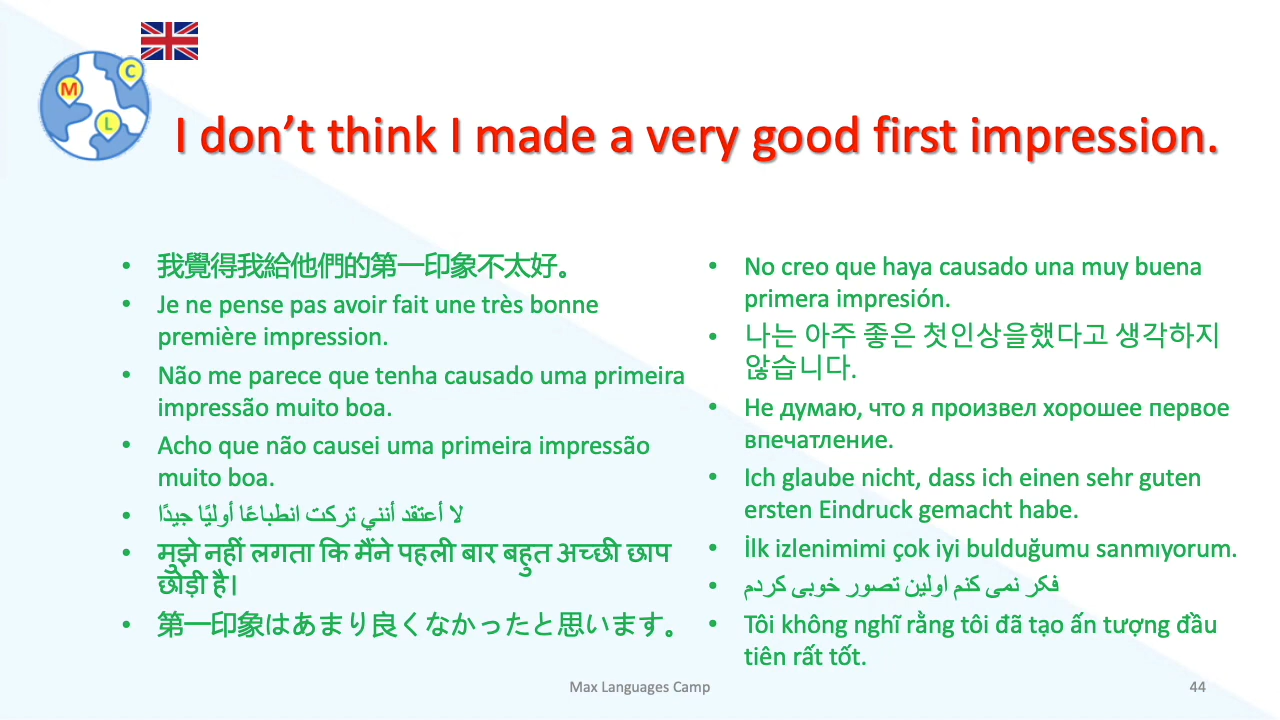 C
M
L
I don’t think I made a very good first impression.
• 我覺得我給他們的第一印象不太好。
• Je ne pense pas avoir fait une très bonne
première impression.
• Não me parece que tenha causado uma primeira
impressão muito boa.
• Acho que não causei uma primeira impressão
muito boa.
• لا أعتقد أنني تركت انطباعًا أوليًا جيدًا
• मुझे नहीं लगता कि मैंने पहली बार बहुत अच्छी छाप
छोड़ी है।
• 第一印象はあまり良くなかったと思います。
• No creo que haya causado una muy buena
primera impresión.
• 나는 아주 좋은 첫인상을했다고 생각하지
않습니다.
• Не думаю, что я произвел хорошее первое
впечатление.
• Ich glaube nicht, dass ich einen sehr guten
ersten Eindruck gemacht habe.
• İlk izlenimimi çok iyi bulduğumu sanmıyorum.
• فکر نمی کنم اولین تصور خوبی کردم
• Tôi không nghĩ rằng tôi đã tạo ấn tượng đầu
tiên rất tốt.
Max Languages Camp
44